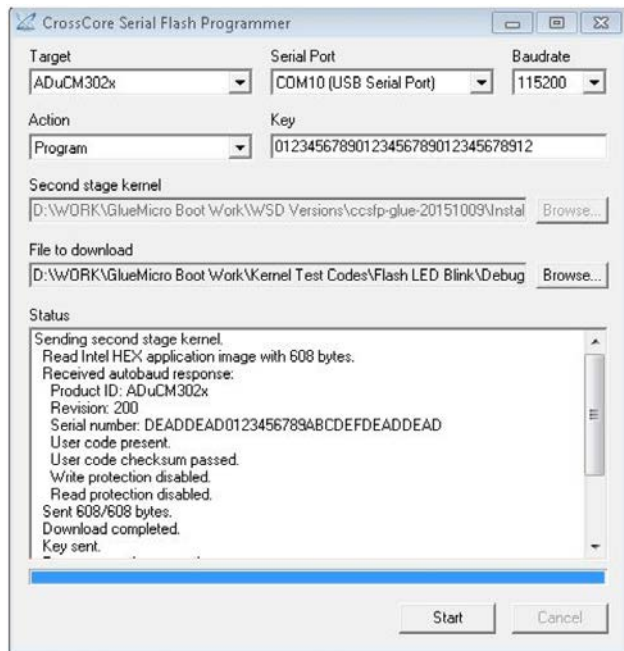 CrossCore Serial Flash Programmer
Target Serial Port Baudrate
ADuCM302x COM10 (USB Serial Port) 115200
Action Key
Program 01234567890123456789012345678912
Second stage kernel
D:\WORK\GlueMicro Boot Work\WSD Versions\ccsfp-glue-20151009\Instal Browse...
File to download
D:\WORK\GlueMicro Boot Work\Kernel Test Codes\Flash LED Blink\Debug Browse...
Status
Sending second stage kernel.
Read Intel HEX application image with 608 bytes.
Received autobaud response:
Product ID: ADuCM302x
Revision: 200
Serial number: DEADDEAD0123456789ABCDEFDEADDEAD
User code present.
User code checksum passed.
Write protection disabled.
Read protection disabled.
Sent 608/608 bytes.
Download completed.
Key sent.
Start Cancel